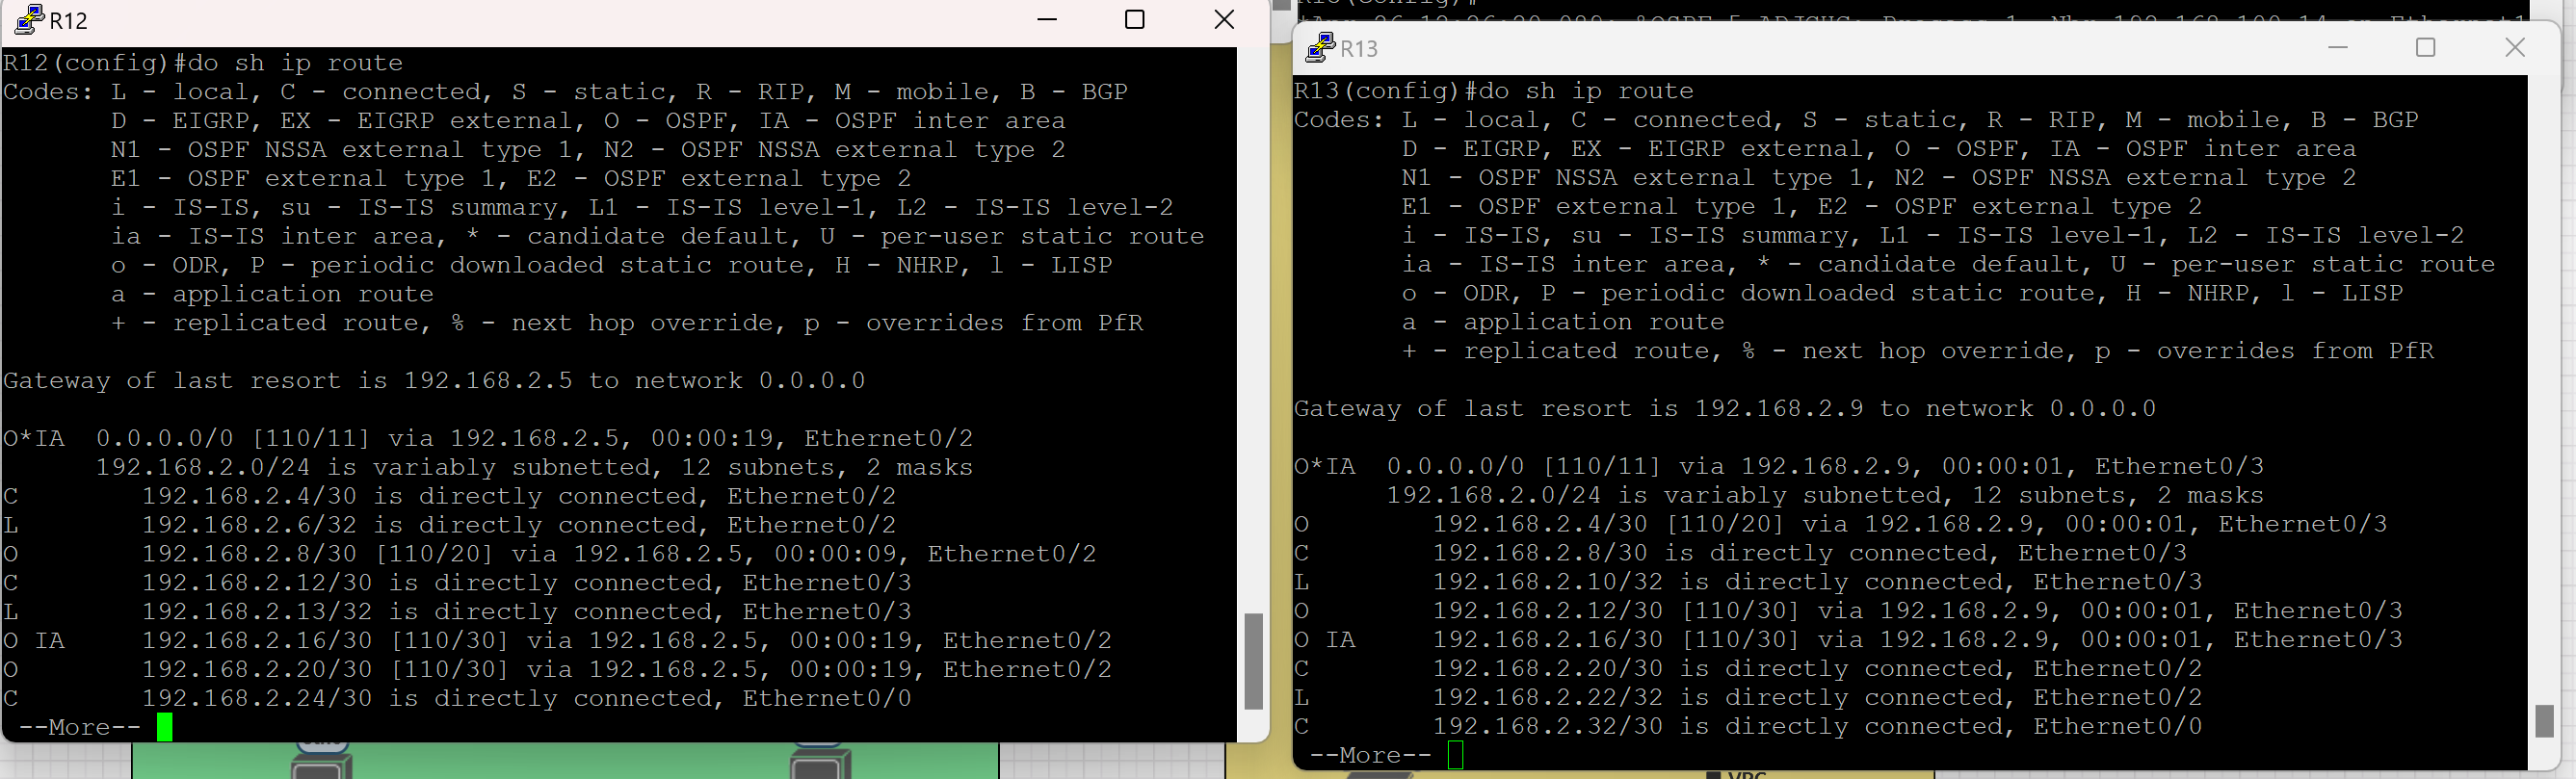 R12
R12(config)#do sh ip route
Codes: L - local, C - connected, S - static, R - RIP, M - mobile, B - BGP
       D - EIGRP, EX - EIGRP external, O - OSPF, IA - OSPF inter area
       N1 - OSPF NSSA external type 1, N2 - OSPF NSSA external type 2
       E1 - OSPF external type 1, E2 - OSPF external type 2
       i - IS-IS, su - IS-IS summary, L1 - IS-IS level-1, L2 - IS-IS level-2
       ia - IS-IS inter area, * - candidate default, U - per-user static route
       o - ODR, P - periodic downloaded static route, H - NHRP, l - LISP
       a - application route
       + - replicated route, % - next hop override, p - overrides from PfR
Gateway of last resort is 192.168.2.5 to network 0.0.0.0
O*IA  0.0.0.0/0 [110/11] via 192.168.2.5, 00:00:19, Ethernet0/2
      192.168.2.0/24 is variably subnetted, 12 subnets, 2 masks
C        192.168.2.4/30 is directly connected, Ethernet0/2
L        192.168.2.6/32 is directly connected, Ethernet0/2
O        192.168.2.8/30 [110/20] via 192.168.2.5, 00:00:09, Ethernet0/2
C        192.168.2.12/30 is directly connected, Ethernet0/3
L        192.168.2.13/32 is directly connected, Ethernet0/3
O IA     192.168.2.16/30 [110/30] via 192.168.2.5, 00:00:19, Ethernet0/2
O        192.168.2.20/30 [110/30] via 192.168.2.5, 00:00:19, Ethernet0/2
C        192.168.2.24/30 is directly connected, Ethernet0/0
 --More--
R13
R13(config)#do sh ip route
Codes: L - local, C - connected, S - static, R - RIP, M - mobile, B - BGP
       D - EIGRP, EX - EIGRP external, O - OSPF, IA - OSPF inter area
       N1 - OSPF NSSA external type 1, N2 - OSPF NSSA external type 2
       E1 - OSPF external type 1, E2 - OSPF external type 2
       i - IS-IS, su - IS-IS summary, L1 - IS-IS level-1, L2 - IS-IS level-2
       ia - IS-IS inter area, * - candidate default, U - per-user static route
       o - ODR, P - periodic downloaded static route, H - NHRP, l - LISP
       a - application route
       + - replicated route, % - next hop override, p - overrides from PfR
Gateway of last resort is 192.168.2.9 to network 0.0.0.0
O*IA  0.0.0.0/0 [110/11] via 192.168.2.9, 00:00:01, Ethernet0/3
      192.168.2.0/24 is variably subnetted, 12 subnets, 2 masks
O        192.168.2.4/30 [110/20] via 192.168.2.9, 00:00:01, Ethernet0/3
C        192.168.2.8/30 is directly connected, Ethernet0/3
L        192.168.2.10/32 is directly connected, Ethernet0/3
O        192.168.2.12/30 [110/30] via 192.168.2.9, 00:00:01, Ethernet0/3
O IA     192.168.2.16/30 [110/30] via 192.168.2.9, 00:00:01, Ethernet0/3
C        192.168.2.20/30 is directly connected, Ethernet0/2
L        192.168.2.22/32 is directly connected, Ethernet0/2
C        192.168.2.32/30 is directly connected, Ethernet0/0
 --More--